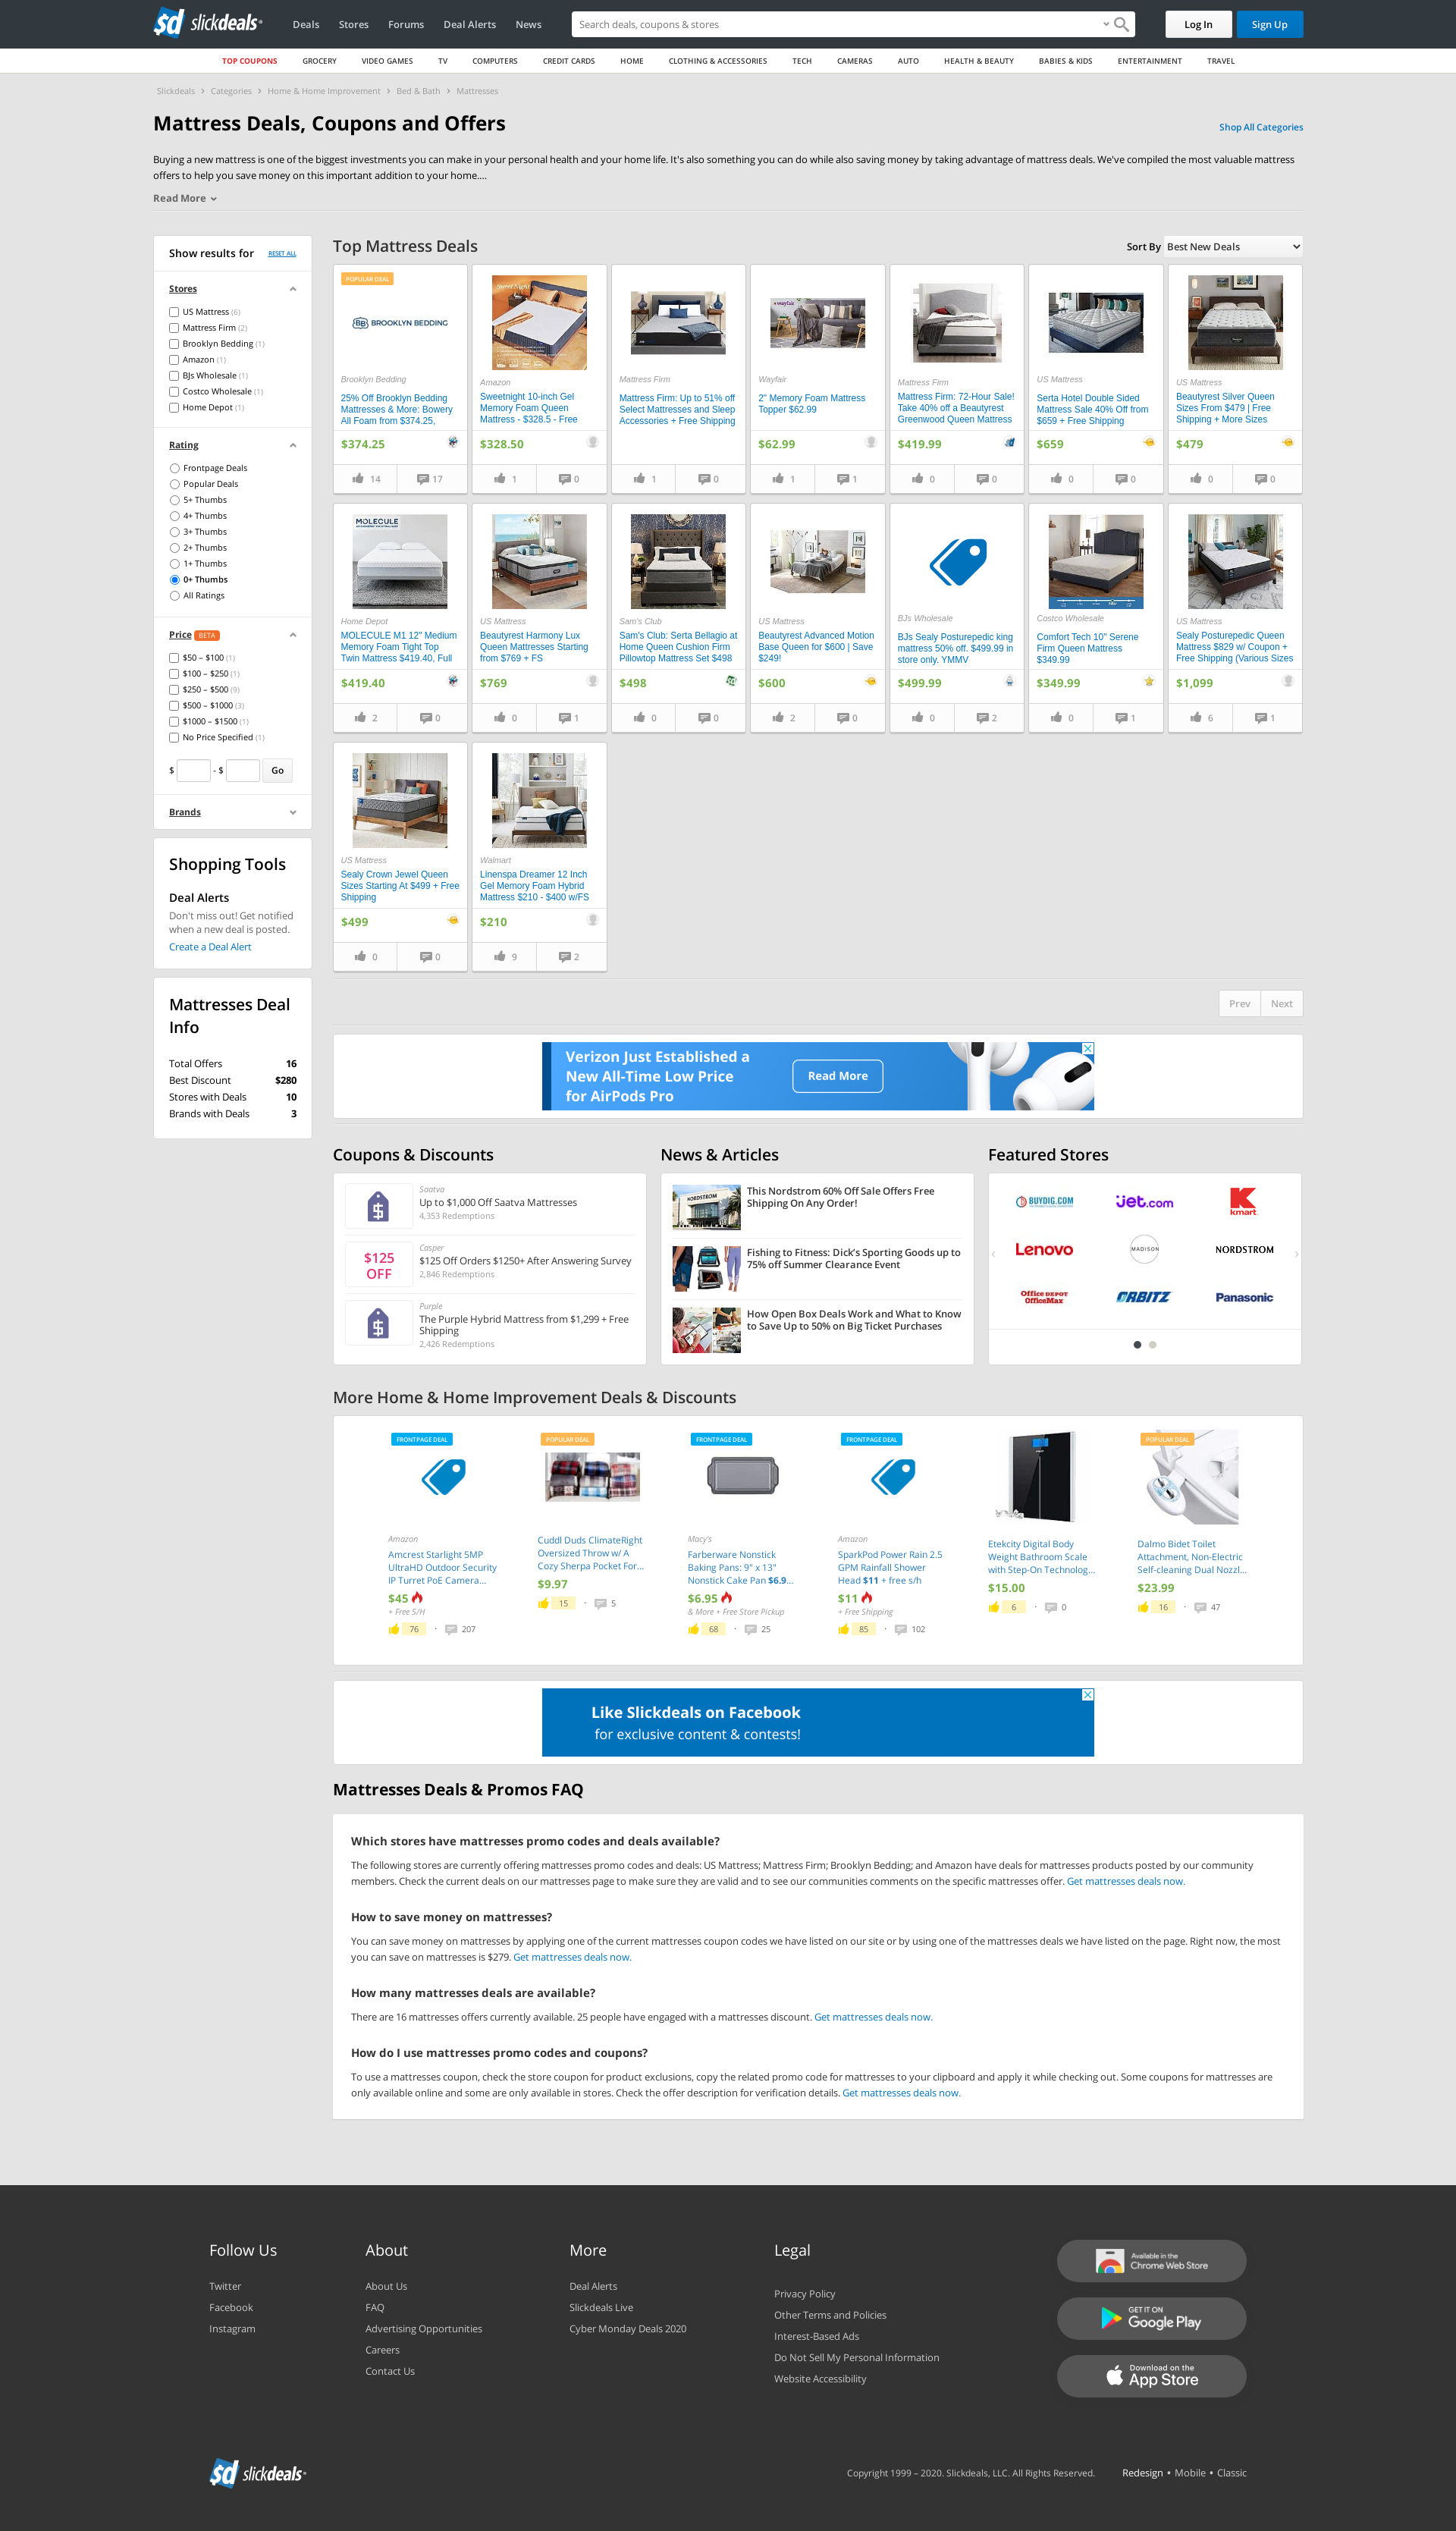 sd slickdeals
Deals Stores Forums Deal Alerts News
Search deals, coupons & stores
Log In Sign Up
TOP COUPONS GROCERY VIDEO GAMES TV COMPUTERS CREDIT CARDS HOME CLOTHING & ACCESSORIES TECH CAMERAS AUTO HEALTH & BEAUTY BABIES & KIDS ENTERTAINMENT TRAVEL
Slickdeals > Categories > Home & Home Improvement > Bed & Bath > Mattresses
Mattress Deals, Coupons and Offers
Shop All Categories
Buying a new mattress is one of the biggest investments you can make in your personal health and your home life. It's also something you can do while also saving money by taking advantage of mattress deals. We've compiled the most valuable mattress
offers to help you save money on this important addition to your home....
Read More
Show results for RESET ALL
Stores
US Mattress (6)
Mattress Firm (2)
Brooklyn Bedding (1)
Amazon (1)
BJs Wholesale (1)
Costco Wholesale (1)
Home Depot (1)
Rating
Frontpage Deals
Popular Deals
5+ Thumbs
4+ Thumbs
3+ Thumbs
2+ Thumbs
1+ Thumbs
0+ Thumbs
All Ratings
Price BETA
$50 – $100 (1)
$100 – $250 (1)
$250 – $500 (9)
$500 – $1000 (3)
$1000 – $1500 (1)
No Price Specified (1)
$ - $ Go
Brands
Shopping Tools
Deal Alerts
Don't miss out! Get notified
when a new deal is posted.
Create a Deal Alert
Mattresses Deal
Info
Total Offers 16
Best Discount $280
Stores with Deals 10
Brands with Deals 3
Top Mattress Deals
Sort By Best New Deals
POPULAR DEAL
BB BROOKLYN BEDDING
Brooklyn Bedding
25% Off Brooklyn Bedding
Mattresses & More: Bowery
All Foam from $374.25,
$374.25
14 17
Amazon
Sweetnight 10-inch Gel
Memory Foam Queen
Mattress - $328.5 - Free
$328.50
1 0
Mattress Firm
Mattress Firm: Up to 51% off
Select Mattresses and Sleep
Accessories + Free Shipping
1 0
wayfair
Wayfair
2" Memory Foam Mattress
Topper $62.99
$62.99
1 1
Mattress Firm
Mattress Firm: 72-Hour Sale!
Take 40% off a Beautyrest
Greenwood Queen Mattress
$419.99
0 0
US Mattress
Serta Hotel Double Sided
Mattress Sale 40% Off from
$659 + Free Shipping
$659
0 0
US Mattress
Beautyrest Silver Queen
Sizes From $479 | Free
Shipping + More Sizes
$479
0 0
MOLECULE
Home Depot
MOLECULE M1 12" Medium
Memory Foam Tight Top
Twin Mattress $419.40, Full
$419.40
2 0
US Mattress
Beautyrest Harmony Lux
Queen Mattresses Starting
from $769 + FS
$769
0 1
Sam's Club
Sam's Club: Serta Bellagio at
Home Queen Cushion Firm
Pillowtop Mattress Set $498
$498
0 0
US Mattress
Beautyrest Advanced Motion
Base Queen for $600 | Save
$249!
$600
2 0
BJs Wholesale
BJs Sealy Posturepedic king
mattress 50% off. $499.99 in
store only. YMMV
$499.99
0 2
Costco Wholesale
Comfort Tech 10" Serene
Firm Queen Mattress
$349.99
$349.99
0 1
US Mattress
Sealy Posturepedic Queen
Mattress $829 w/ Coupon +
Free Shipping (Various Sizes
$1,099
6 1
US Mattress
Sealy Crown Jewel Queen
Sizes Starting At $499 + Free
Shipping
$499
0 0
Walmart
Linenspa Dreamer 12 Inch
Gel Memory Foam Hybrid
Mattress $210 - $400 w/FS
$210
9 2
Prev Next
Verizon Just Established a
New All-Time Low Price
for AirPods Pro
Read More
Coupons & Discounts
Saatva
Up to $1,000 Off Saatva Mattresses
4,353 Redemptions
$125
OFF
Casper
$125 Off Orders $1250+ After Answering Survey
2,846 Redemptions
Purple
The Purple Hybrid Mattress from $1,299 + Free
Shipping
2,426 Redemptions
News & Articles
NORDSTROM
This Nordstrom 60% Off Sale Offers Free
Shipping On Any Order!
Fishing to Fitness: Dick's Sporting Goods up to
75% off Summer Clearance Event
How Open Box Deals Work and What to Know
to Save Up to 50% on Big Ticket Purchases
Featured Stores
BUYDIG.COM jet.com K kmart
Lenovo MADISON NORDSTROM
Office DEPOT OfficeMax ORBITZ Panasonic
More Home & Home Improvement Deals & Discounts
FRONTPAGE DEAL
Amazon
Amcrest Starlight 5MP
UltraHD Outdoor Security
IP Turret PoE Camera...
$45
+ Free S/H
76 207
POPULAR DEAL
Cuddl Duds ClimateRight
Oversized Throw w/ A
Cozy Sherpa Pocket For...
$9.97
15 5
FRONTPAGE DEAL
Macy's
Farberware Nonstick
Baking Pans: 9" x 13"
Nonstick Cake Pan $6.9...
$6.95
& More + Free Store Pickup
68 25
FRONTPAGE DEAL
Amazon
SparkPod Power Rain 2.5
GPM Rainfall Shower
Head $11 + free s/h
$11
+ Free Shipping
85 102
Etekcity Digital Body
Weight Bathroom Scale
with Step-On Technolog...
$15.00
6 0
POPULAR DEAL
Dalmo Bidet Toilet
Attachment, Non-Electric
Self-cleaning Dual Nozzl...
$23.99
16 47
Like Slickdeals on Facebook
for exclusive content & contests!
Mattresses Deals & Promos FAQ
Which stores have mattresses promo codes and deals available?
The following stores are currently offering mattresses promo codes and deals: US Mattress; Mattress Firm; Brooklyn Bedding; and Amazon have deals for mattresses products posted by our community
members. Check the current deals on our mattresses page to make sure they are valid and to see our communities comments on the specific mattresses offer. Get mattresses deals now.
How to save money on mattresses?
You can save money on mattresses by applying one of the current mattresses coupon codes we have listed on our site or by using one of the mattresses deals we have listed on the page. Right now, the most
you can save on mattresses is $279. Get mattresses deals now.
How many mattresses deals are available?
There are 16 mattresses offers currently available. 25 people have engaged with a mattresses discount. Get mattresses deals now.
How do I use mattresses promo codes and coupons?
To use a mattresses coupon, check the store coupon for product exclusions, copy the related promo code for mattresses to your clipboard and apply it while checking out. Some coupons for mattresses are
only available online and some are only available in stores. Check the offer description for verification details. Get mattresses deals now.
Follow Us
Twitter
Facebook
Instagram
About
About Us
FAQ
Advertising Opportunities
Careers
Contact Us
More
Deal Alerts
Slickdeals Live
Cyber Monday Deals 2020
Legal
Privacy Policy
Other Terms and Policies
Interest-Based Ads
Do Not Sell My Personal Information
Website Accessibility
Available in the
Chrome Web Store
GET IT ON
Google Play
Download on the
App Store
sd slickdeals
Copyright 1999 – 2020. Slickdeals, LLC. All Rights Reserved. Redesign • Mobile • Classic